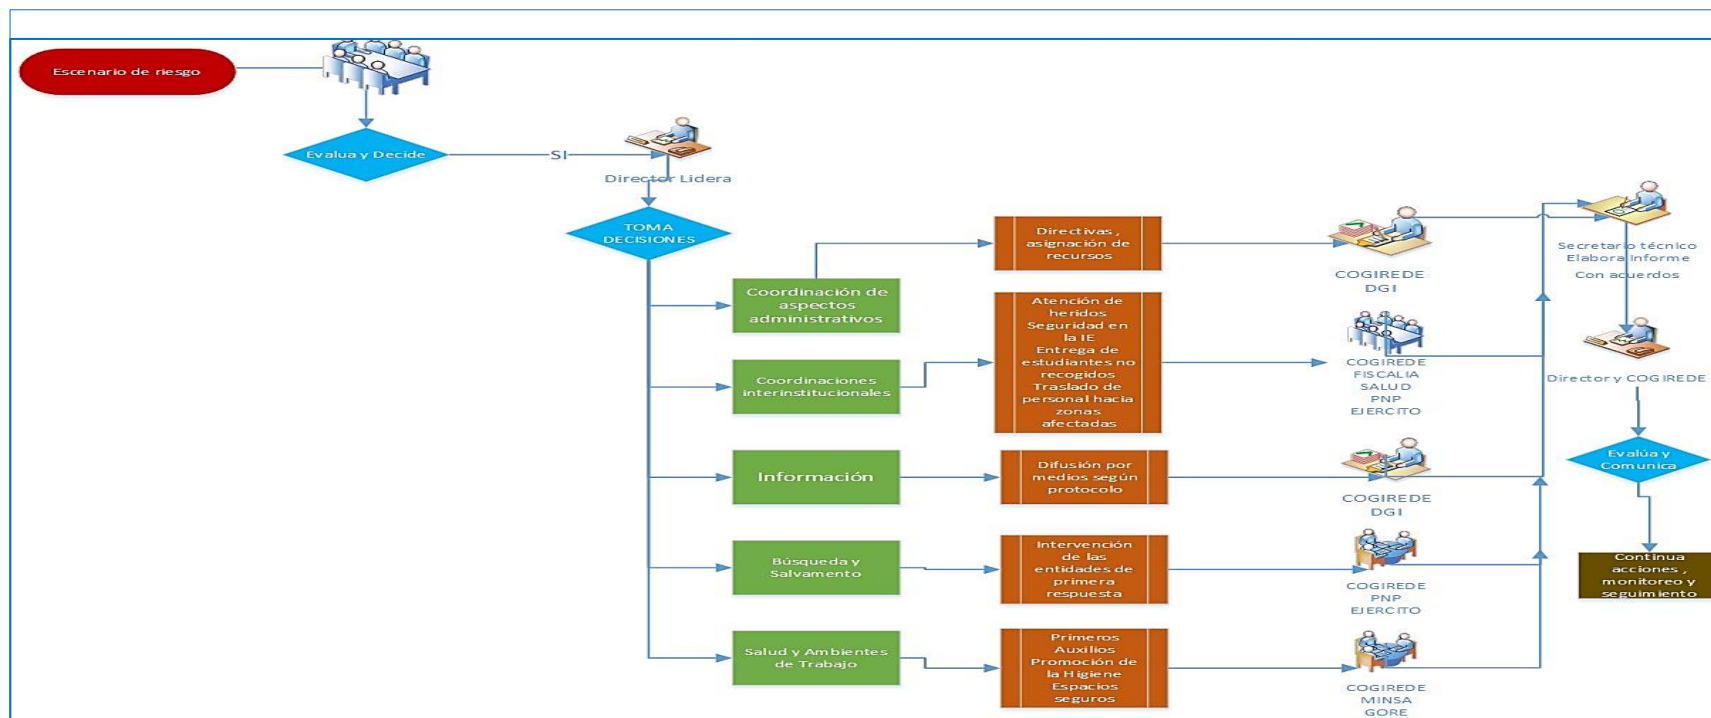 Escenario de riesgo
Evalua y Decide
SI
Director Lidera
TOMA
DECISIONES
Coordinación de
aspectos
administrativos
Directivas ,
asignación de
recursos
COGIREDE
DGI
Secretario técnico
Elabora Informe
Con acuerdos
Coordinaciones
interinstitucionales
Atención de
heridos
Seguridad en
la IE
Entrega de
estudiantes no
recogidos
Traslado de
personal hacia
zonas
afectadas
COGIREDE
FISCALIA
SALUD
PNP
EJERCITO
Director y COGIREDE
Información
Difusión por
medios según
protocolo
COGIREDE
DGI
Evalúa y
Comunica
Búsqueda y
Salvamento
Intervención
de las
entidades de
primera
respuesta
COGIREDE
PNP
EJERCITO
Continua
acciones ,
monitoreo y
seguimiento
Salud y Ambientes
de Trabajo
Primeros
Auxilios
Promoción de
la Higiene
Espacios
seguros
COGIREDE
MINSA
GORE